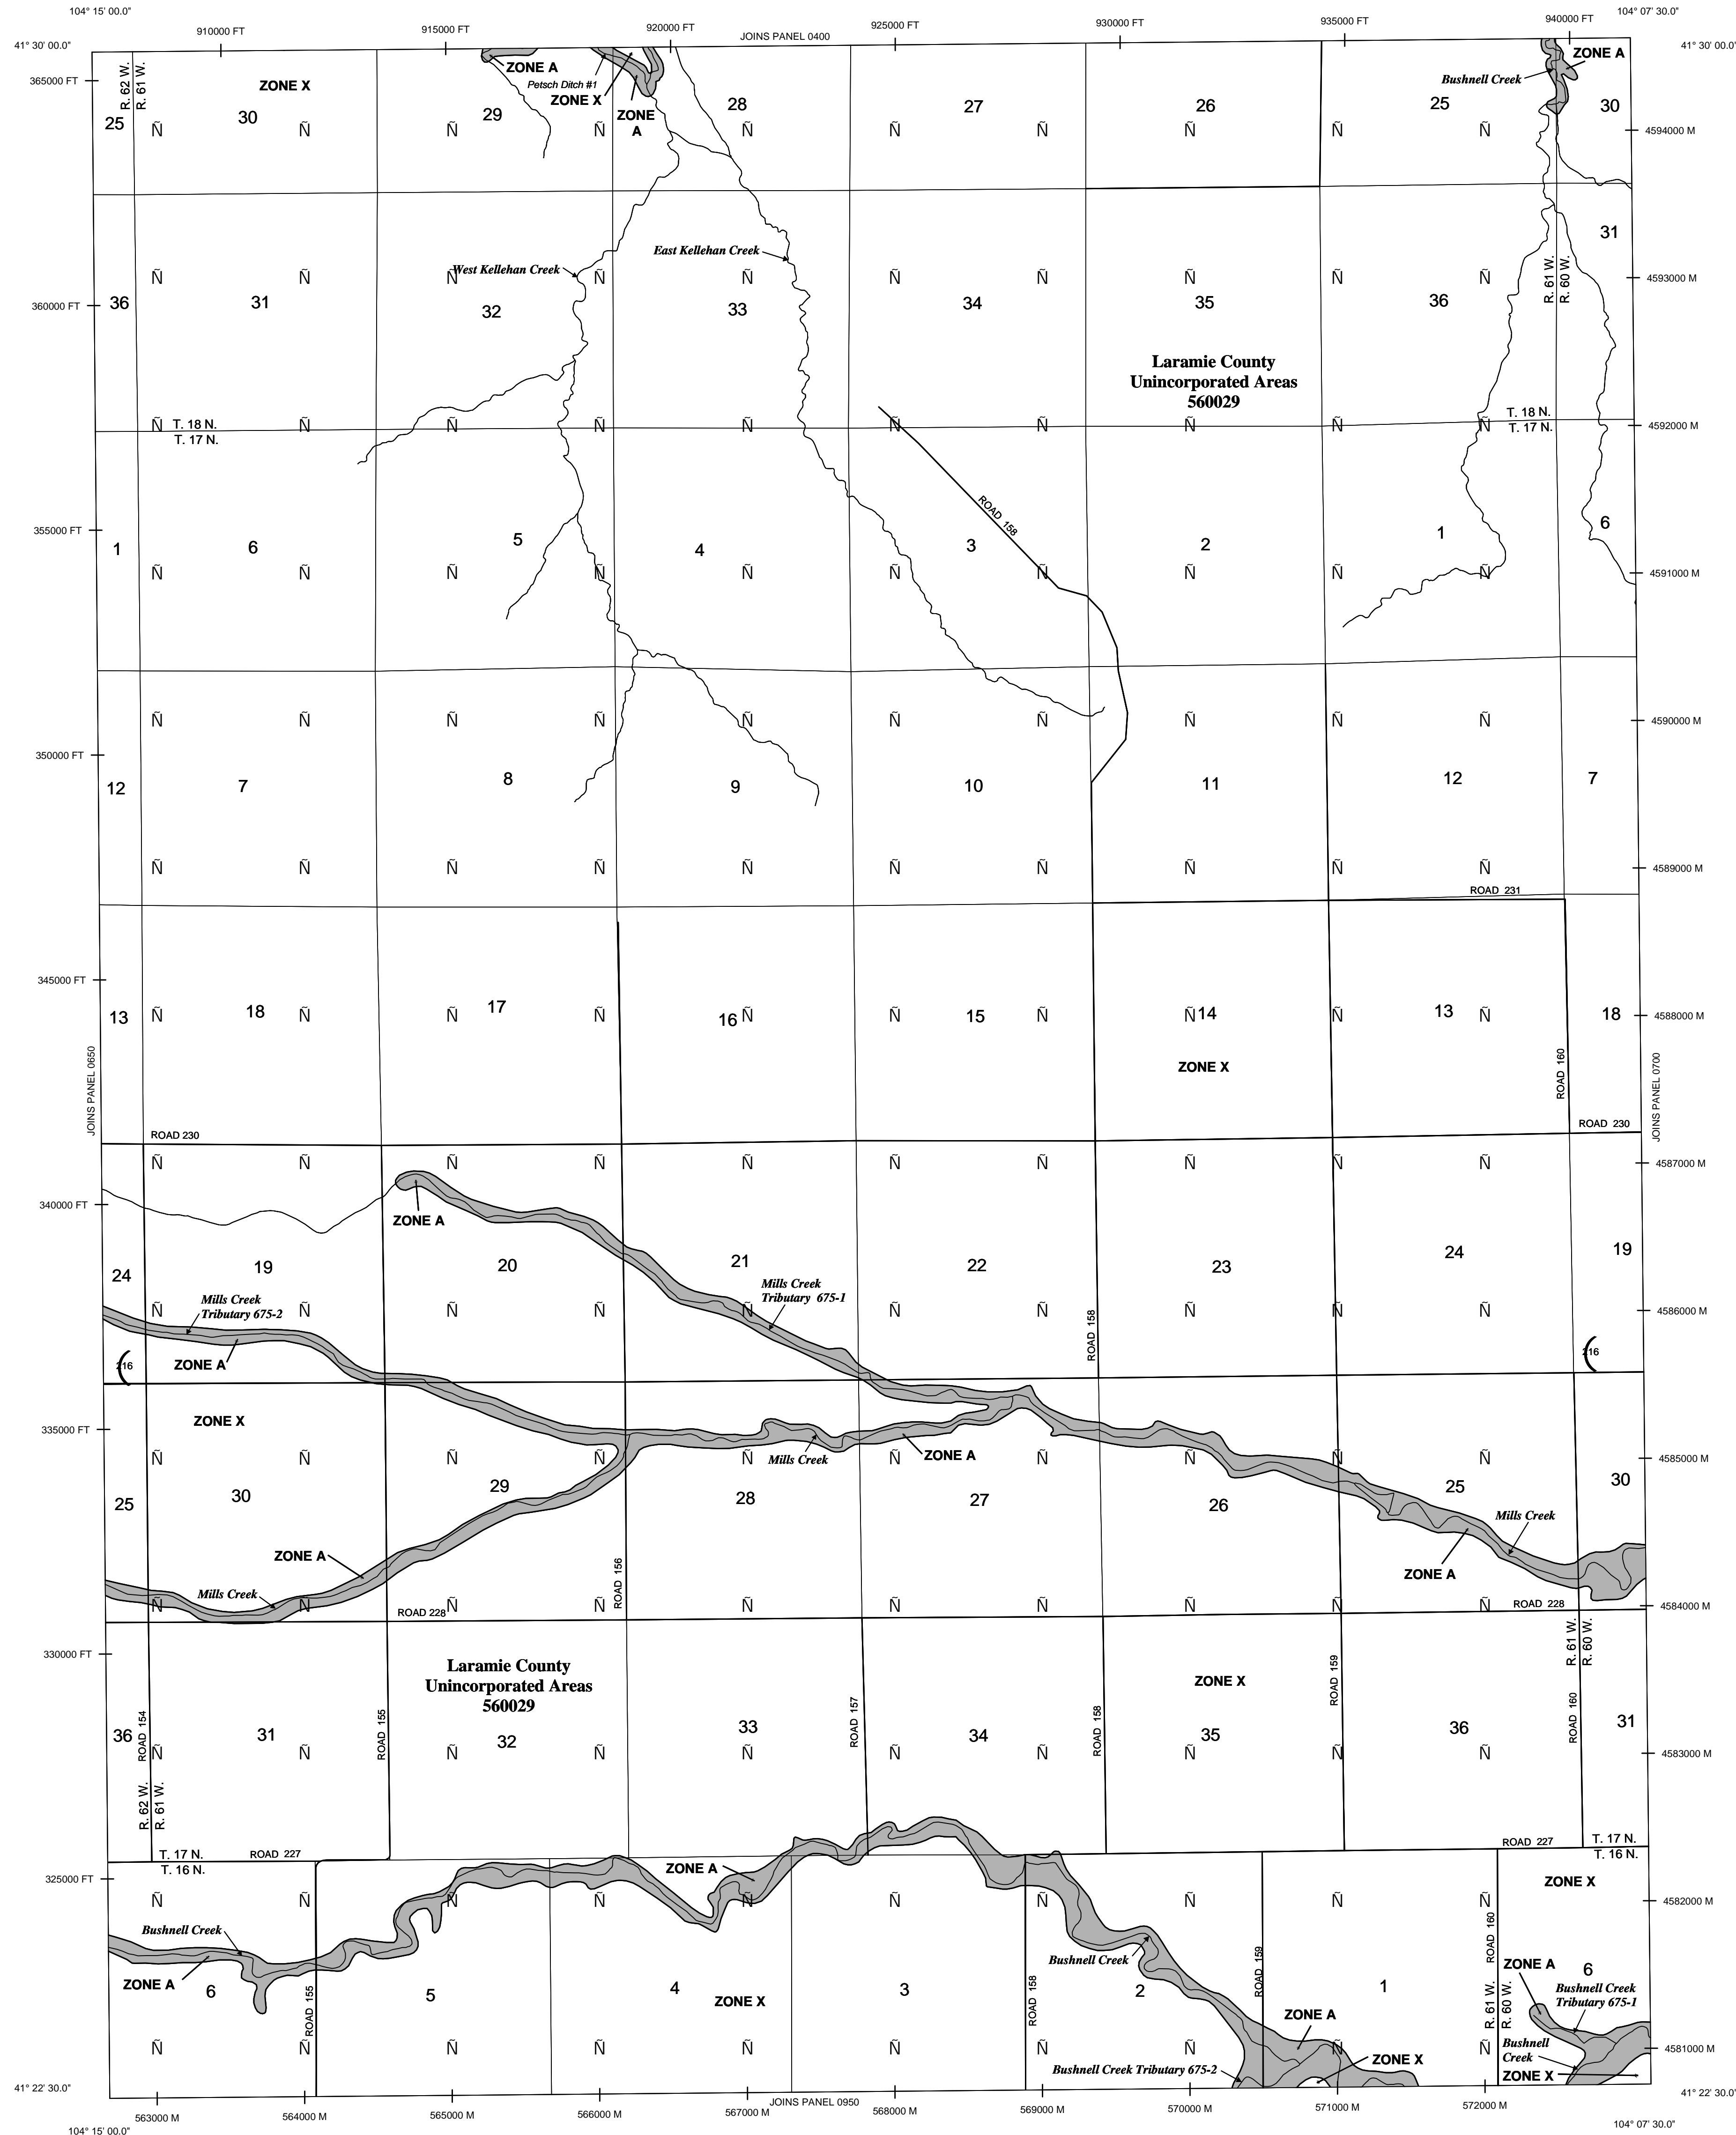 104° 15' 00.0"
104° 07' 30.0"
910000 FT
915000 FT
920000 FT
JOINS PANEL 0400
925000 FT
930000 FT
935000 FT
940000 FT
41° 30' 00.0"
41° 30' 00.0"
365000 FT
R. 62 W.
R. 61 W.
ZONE X
ZONE A
Petsch Ditch #1
ZONE X
ZONE
A
Bushnell Creek
ZONE A
25
30
29
28
27
26
25
30
Ñ Ñ Ñ Ñ Ñ Ñ Ñ Ñ Ñ Ñ
4594000 M
31
East Kellehan Creek
West Kellehan Creek
R. 61 W.
R. 60 W.
Ñ Ñ Ñ Ñ Ñ Ñ Ñ Ñ Ñ Ñ
4593000 M
360000 FT
36
31
32
33
34
35
36
Laramie County
Unincorporated Areas
560029
T. 18 N.
T. 17 N.
T. 18 N.
T. 17 N.
Ñ Ñ Ñ Ñ Ñ Ñ Ñ Ñ Ñ Ñ
4592000 M
ROAD 158
355000 FT
1
6
5
4
3
2
1
6
Ñ Ñ Ñ Ñ Ñ Ñ Ñ Ñ Ñ Ñ
4591000 M
Ñ Ñ Ñ Ñ Ñ Ñ Ñ Ñ Ñ Ñ
4590000 M
350000 FT
12
7
8
9
10
11
12
7
Ñ Ñ Ñ Ñ Ñ Ñ Ñ Ñ Ñ Ñ
4589000 M
ROAD 231
345000 FT
13
18
17
16
15
14
13
18
Ñ Ñ Ñ Ñ Ñ Ñ Ñ Ñ Ñ Ñ
4588000 M
ZONE X
JOINS PANEL 0650
ROAD 160
JOINS PANEL 0700
ROAD 230
ROAD 230
Ñ Ñ Ñ Ñ Ñ Ñ Ñ Ñ Ñ Ñ
4587000 M
340000 FT
ZONE A
24
19
20
21
22
23
24
19
Mills Creek
Tributary 675-1
Mills Creek
Tributary 675-2
Ñ Ñ Ñ Ñ Ñ Ñ Ñ Ñ Ñ Ñ
4586000 M
ROAD 158
216
ZONE A
216
ZONE X
335000 FT
Mills Creek
ZONE A
Ñ Ñ Ñ Ñ Ñ Ñ Ñ Ñ Ñ Ñ
4585000 M
25
30
29
28
27
26
25
30
Mills Creek
ZONE A
ZONE A
Mills Creek
ROAD 156
Ñ Ñ Ñ Ñ Ñ Ñ Ñ Ñ Ñ Ñ
4584000 M
ROAD 228
ROAD 228
R. 61 W.
R. 60 W.
330000 FT
Laramie County
Unincorporated Areas
560029
ZONE X
36
ROAD 154
31
ROAD 155
32
33
ROAD 157
34
ROAD 158
35
ROAD 159
36
ROAD 160
31
Ñ Ñ Ñ Ñ Ñ Ñ Ñ Ñ Ñ Ñ
4583000 M
R. 62 W.
R. 61 W.
T. 17 N.
T. 16 N.
ROAD 227
ROAD 227
T. 17 N.
T. 16 N.
325000 FT
ZONE A
ZONE X
Ñ Ñ Ñ Ñ Ñ Ñ Ñ Ñ Ñ Ñ
4582000 M
Bushnell Creek
ZONE A
6
ROAD 155
5
4
ZONE X
3
ROAD 158
Bushnell Creek
2
ROAD 159
1
ROAD 160
R. 61 W.
R. 60 W.
ZONE A
6
Bushnell Creek
Tributary 675-1
ZONE A
Bushnell
Creek
Ñ Ñ Ñ Ñ Ñ Ñ Ñ Ñ Ñ Ñ
4581000 M
Bushnell Creek Tributary 675-2
ZONE X
ZONE X
41° 22' 30.0"
41° 22' 30.0"
563000 M
564000 M
565000 M
566000 M
567000 M
JOINS PANEL 0950
568000 M
569000 M
570000 M
571000 M
572000 M
104° 15' 00.0"
104° 07' 30.0"